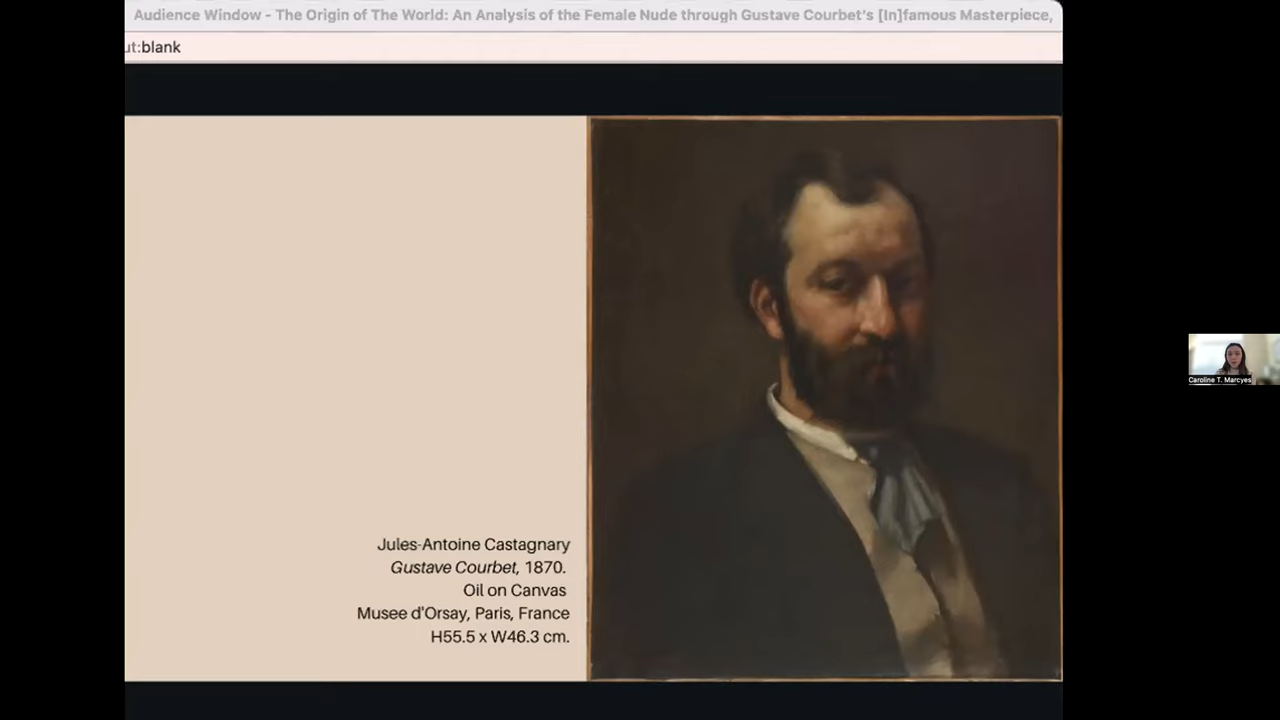 Audience Window - The Origin of The World: An Analysis of the Female Nude through Gustave Courbet's [In]famous Masterpiece,
ut:blank
Jules-Antoine Castagnary
Gustave Courbet, 1870.
Oil on Canvas
Musee d'Orsay, Paris, France
H55.5 x W46.3 cm.
Caroline T. Marcyes